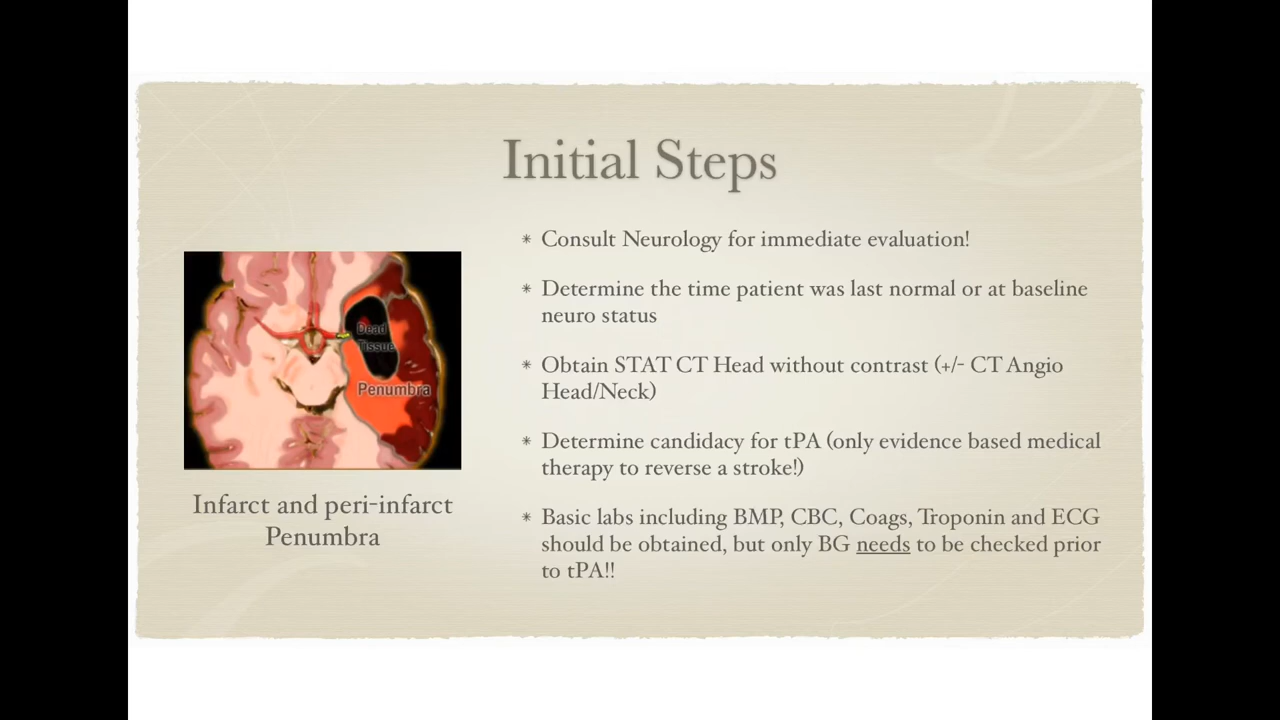 Initial Steps
* Consult Neurology for immediate evaluation!
* Determine the time patient was last normal or at baseline
neuro status
* Obtain STAT CT Head without contrast (+/- CT Angio
Head/Neck)
* Determine candidacy for tPA (only evidence based medical
therapy to reverse a stroke!)
* Basic labs including BMP, CBC, Coags, Troponin and ECG
should be obtained, but only BG needs to be checked prior
to tPA!!
Dead
Tissue
Penumbra
Infarct and peri-infarct
Penumbra